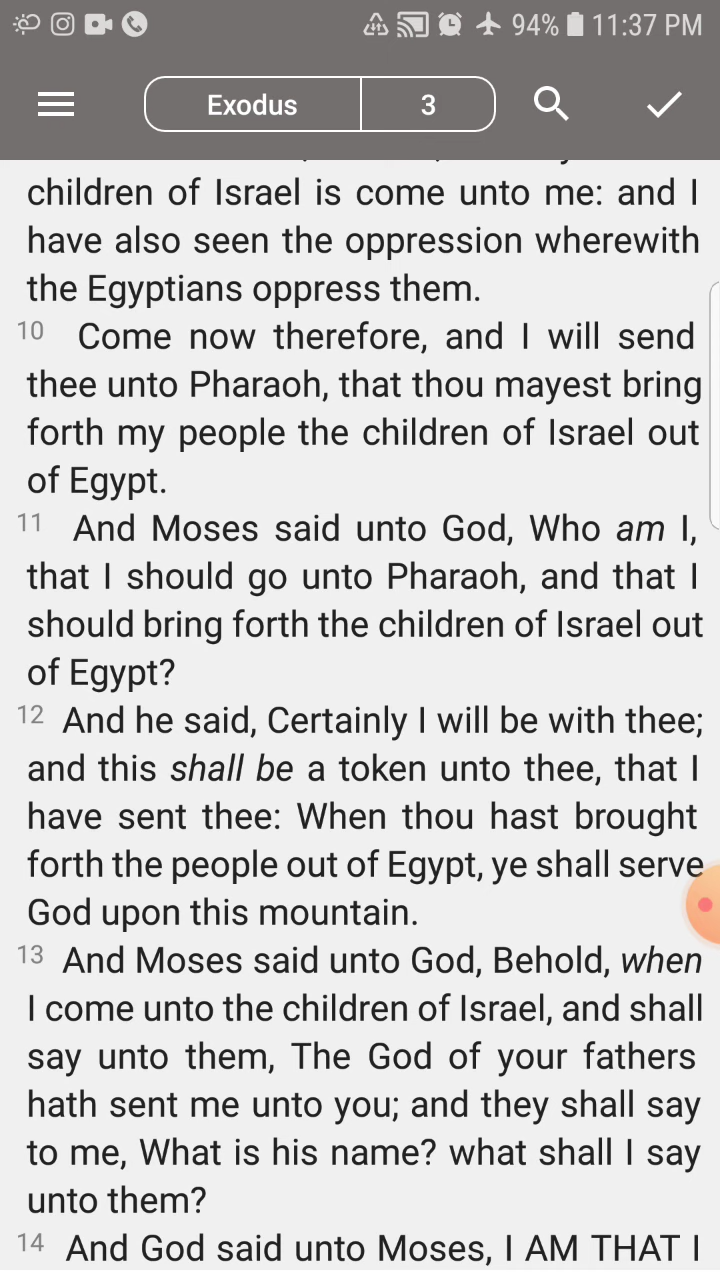 94% 11:37 PM
Exodus 3
children of Israel is come unto me: and I
have also seen the oppression wherewith
the Egyptians oppress them.
10 Come now therefore, and I will send
thee unto Pharaoh, that thou mayest bring
forth my people the children of Israel out
of Egypt.
11 And Moses said unto God, Who am I,
that I should go unto Pharaoh, and that I
should bring forth the children of Israel out
of Egypt?
12 And he said, Certainly I will be with thee;
and this shall be a token unto thee, that I
have sent thee: When thou hast brought
forth the people out of Egypt, ye shall serve
God upon this mountain.
13 And Moses said unto God, Behold, when
I come unto the children of Israel, and shall
say unto them, The God of your fathers
hath sent me unto you; and they shall say
to me, What is his name? what shall I say
unto them?
14 And God said unto Moses, I AM THAT I